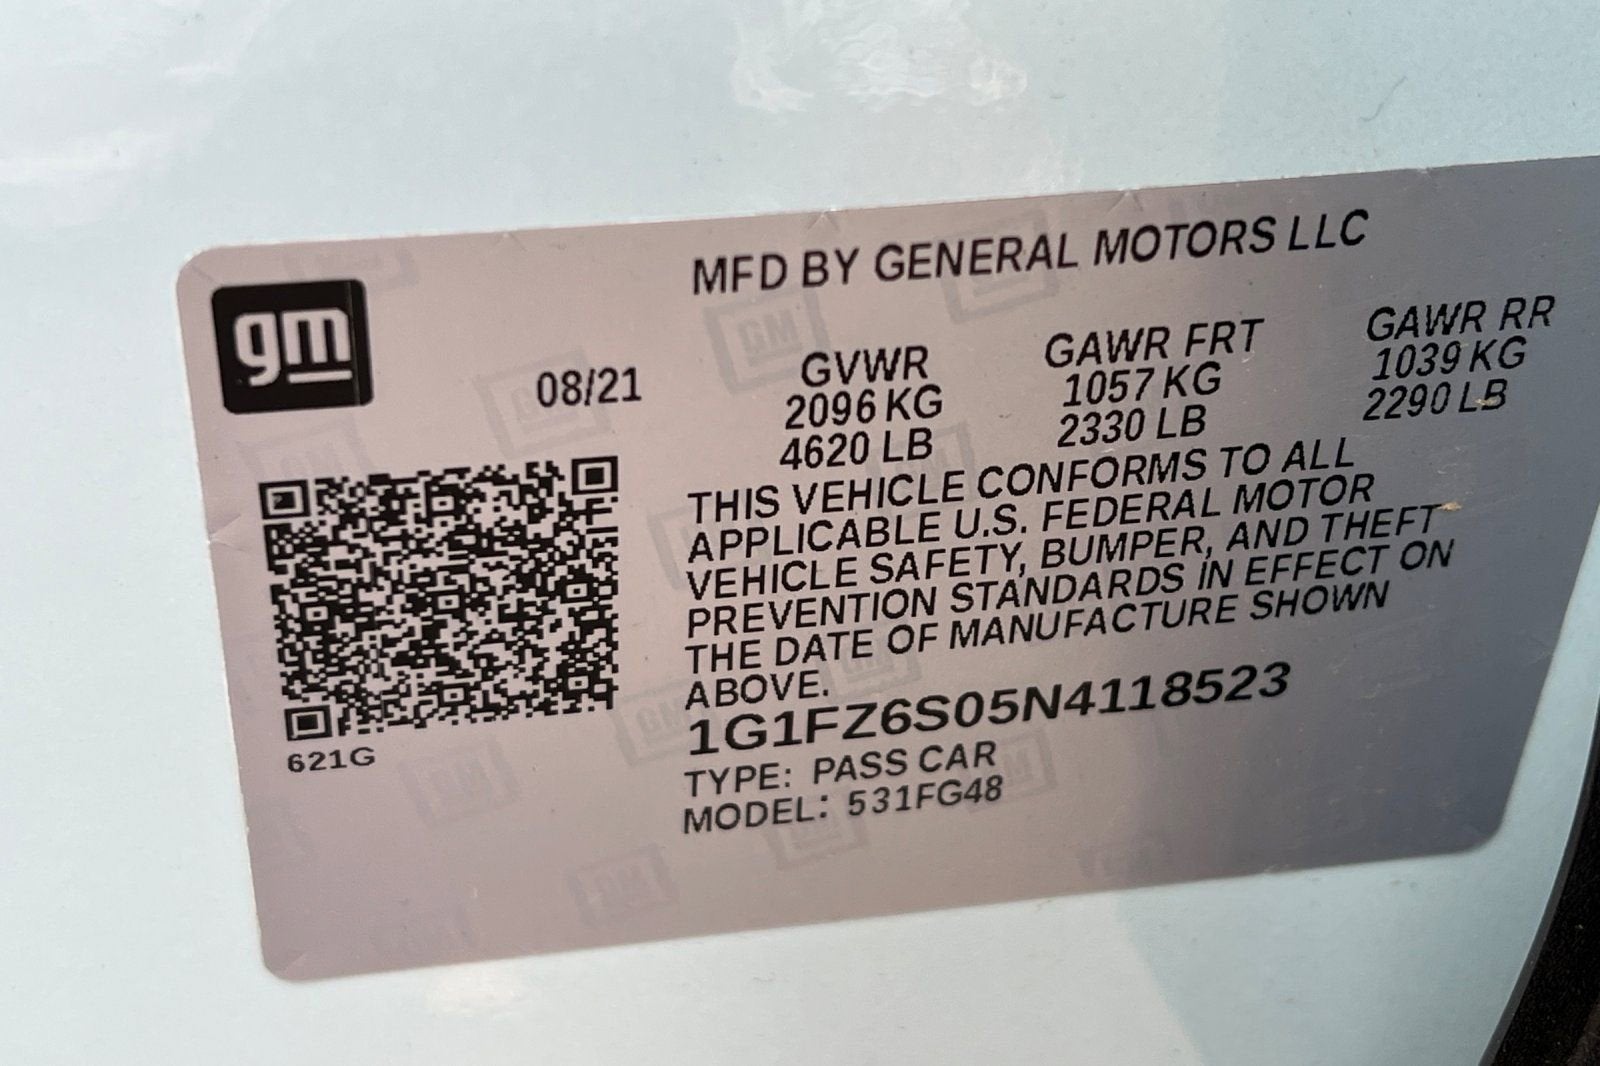 MFD BY GENERAL MOTORS LLC
gm
08/21
GVWR
2096 KG
4620 LB
GAWR FRT
1057 KG
2330 LB
GAWR RR
1039 KG
2290 LB
THIS VEHICLE CONFORMS TO ALL
APPLICABLE U.S. FEDERAL MOTOR
VEHICLE SAFETY, BUMPER, AND THEFT
PREVENTION STANDARDS IN EFFECT ON
THE DATE OF MANUFACTURE SHOWN
ABOVE.
1G1FZ6S05N4118523
TYPE: PASS CAR
MODEL: 531FG48
621G